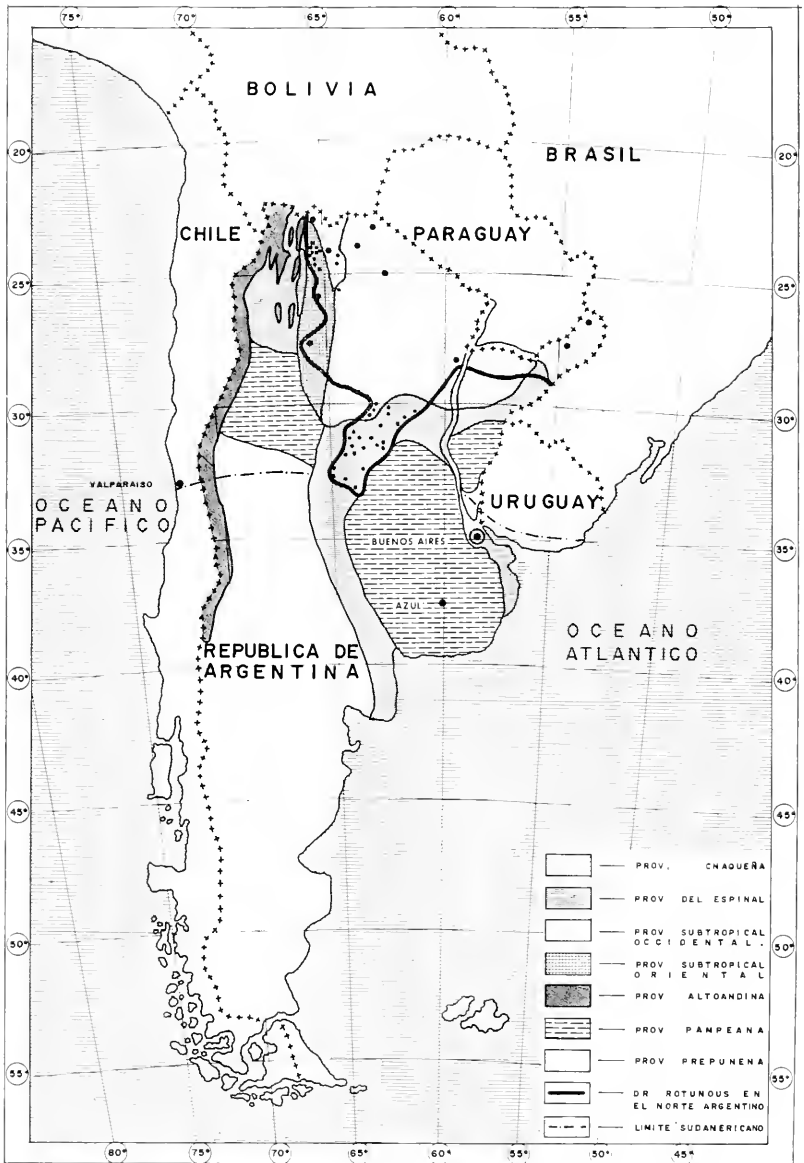 75° 70° 65° 60° 55° 50°
BOLIVIA
20° 20°
BRASIL
CHILE PARAGUAY
25° 25°
30° 30°
VALPARAISO
OCEANO
PACIFICO
URUGUAY
35° BUENOS AIRES 35°
AZUL
OCEANO
ATLANTICO
REPUBLICA DE
ARGENTINA
40° 40°
45° 45°
PROV. CHAQUEÑA
PROV DEL ESPINAL
50° 50°
PROV SUBTROPICAL
OCCIDENTAL.
PROV SUBTROPICAL
ORIENTAL
PROV ALTOANDINA
PROV PAMPEANA
55° PROV PREPUNENA 55°
DR ROTUNDUS EN
EL NORTE ARGENTINO
LIMITE SUDAMERICANO
80° 75° 70° 65° 60° 55° 50° 45°